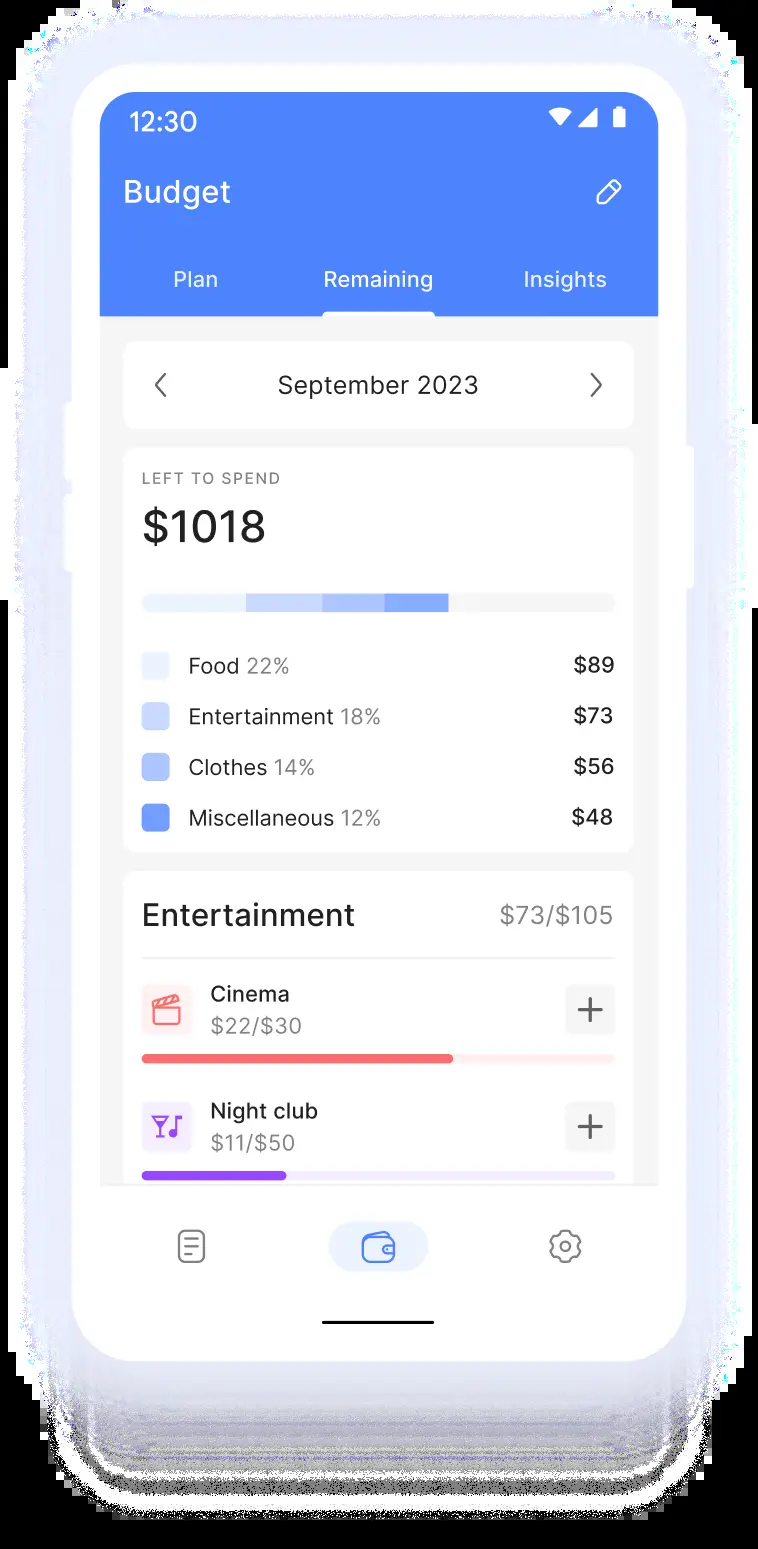 12:30
Budget
Plan Remaining Insights
September 2023
LEFT TO SPEND
$1018
Food 22% $89
Entertainment 18% $73
Clothes 14% $56
Miscellaneous 12% $48
Entertainment $73/$105
Cinema
$22/$30
Night club
$11/$50